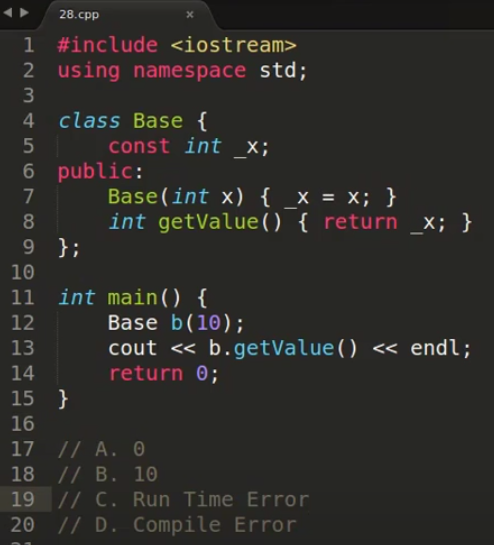 28.cpp ×
1 #include <iostream>
2 using namespace std;
3
4 class Base {
5     const int _x;
6 public:
7     Base(int x) { _x = x; }
8     int getValue() { return _x; }
9 };
10
11 int main() {
12     Base b(10);
13     cout << b.getValue() << endl;
14     return 0;
15 }
16
17 // A. 0
18 // B. 10
19 // C. Run Time Error
20 // D. Compile Error